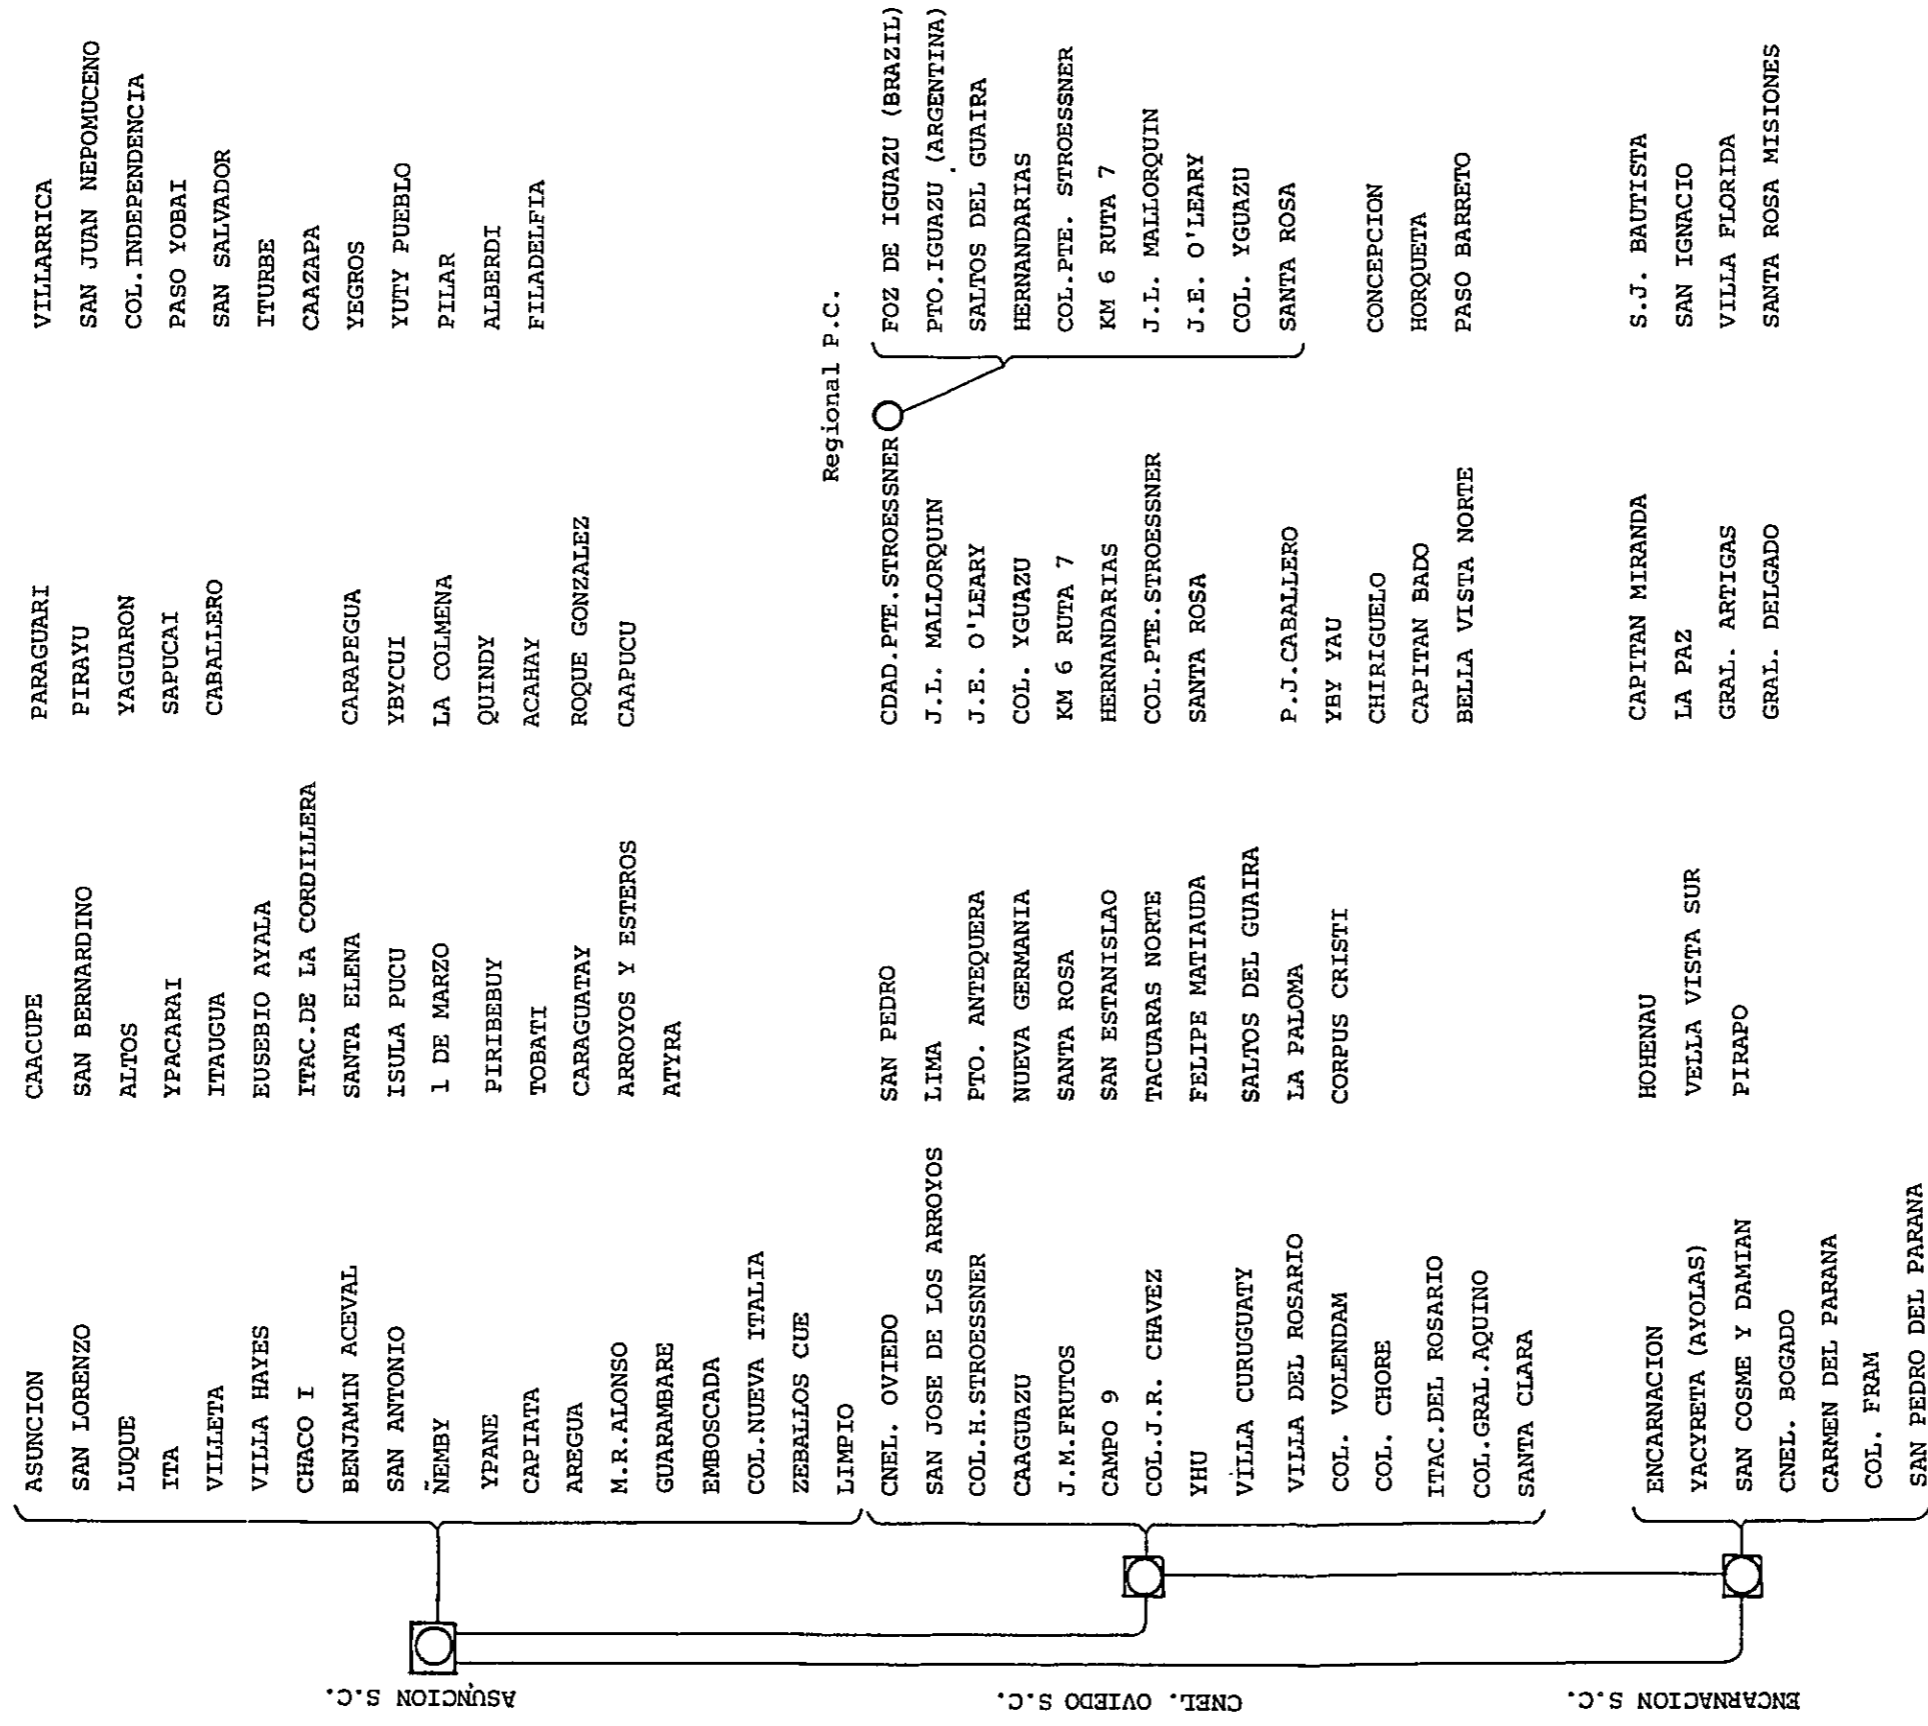 ASUNCION S.C.
ASUNCION
SAN LORENZO
LUQUE
ITA
VILLETA
VILLA HAYES
CHACO I
BENJAMIN ACEVAL
SAN ANTONIO
ÑEMBY
YPANE
CAPIATA
AREGUA
M.R.ALONSO
GUARAMBARE
EMBOSCADA
COL.NUEVA ITALIA
ZEBALLOS CUE
LIMPIO
CAACUPE
SAN BERNARDINO
ALTOS
YPACARAI
ITAUGUA
EUSEBIO AYALA
ITAC.DE LA CORDILLERA
SANTA ELENA
ISULA PUCU
1 DE MARZO
PIRIBEBUY
TOBATI
CARAGUATAY
ARROYOS Y ESTEROS
ATYRA
PARAGUARI
PIRAYU
YAGUARON
SAPUCAI
CABALLERO
CARAPEGUA
YBYCUI
LA COLMENA
QUINDY
ACAHAY
ROQUE GONZALEZ
CAAPUCU
VILLARRICA
SAN JUAN NEPOMUCENO
COL.INDEPENDENCIA
PASO YOBAI
SAN SALVADOR
ITURBE
CAAZAPA
YEGROS
YUTY PUEBLO
PILAR
ALBERDI
FILADELFIA
CNEL. OVIEDO S.C.
CNEL. OVIEDO
SAN JOSE DE LOS ARROYOS
COL.H.STROESSNER
CAAGUAZU
J.M.FRUTOS
CAMPO 9
COL.J.R. CHAVEZ
YHU
VILLA CURUGUATY
VILLA DEL ROSARIO
COL. VOLENDAM
COL. CHORE
ITAC.DEL ROSARIO
COL.GRAL.AQUINO
SANTA CLARA
SAN PEDRO
LIMA
PTO. ANTEQUERA
NUEVA GERMANIA
SANTA ROSA
SAN ESTANISLAO
TACUARAS NORTE
FELIPE MATIAUDA
SALTOS DEL GUAIRA
LA PALOMA
CORPUS CRISTI
Regional P.C.
CDAD.PTE.STROESSNER
J.L. MALLORQUIN
J.E. O'LEARY
COL. YGUAZU
KM 6 RUTA 7
HERNANDARIAS
COL.PTE.STROESSNER
SANTA ROSA
P.J.CABALLERO
YBY YAU
CHIRIGUELO
CAPITAN BADO
BELLA VISTA NORTE
FOZ DE IGUAZU (BRAZIL)
PTO.IGUAZU (ARGENTINA)
SALTOS DEL GUAIRA
HERNANDARIAS
COL.PTE. STROESSNER
KM 6 RUTA 7
J.L. MALLORQUIN
J.E. O'LEARY
COL. YGUAZU
SANTA ROSA
CONCEPCION
HORQUETA
PASO BARRETO
ENCARNACION S.C.
ENCARNACION
YACYRETA (AYOLAS)
SAN COSME Y DAMIAN
CNEL. BOGADO
CARMEN DEL PARANA
COL. FRAM
SAN PEDRO DEL PARANA
HOHENAU
VELLA VISTA SUR
PIRAPO
CAPITAN MIRANDA
LA PAZ
GRAL. ARTIGAS
GRAL. DELGADO
S.J. BAUTISTA
SAN IGNACIO
VILLA FLORIDA
SANTA ROSA MISIONES